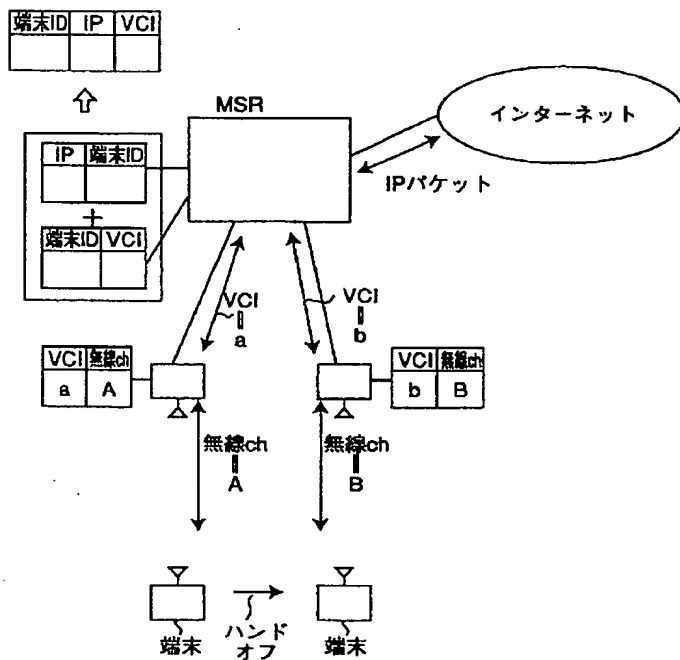 端末ID IP VCI
MSR
インターネット
IPパケット
IP 端末ID
+
端末ID VCI
VCI
=
a
VCI
=
b
VCI 無線ch
a A
VCI 無線ch
b B
無線ch
=
A
無線ch
=
B
端末
ハンド
オフ
端末